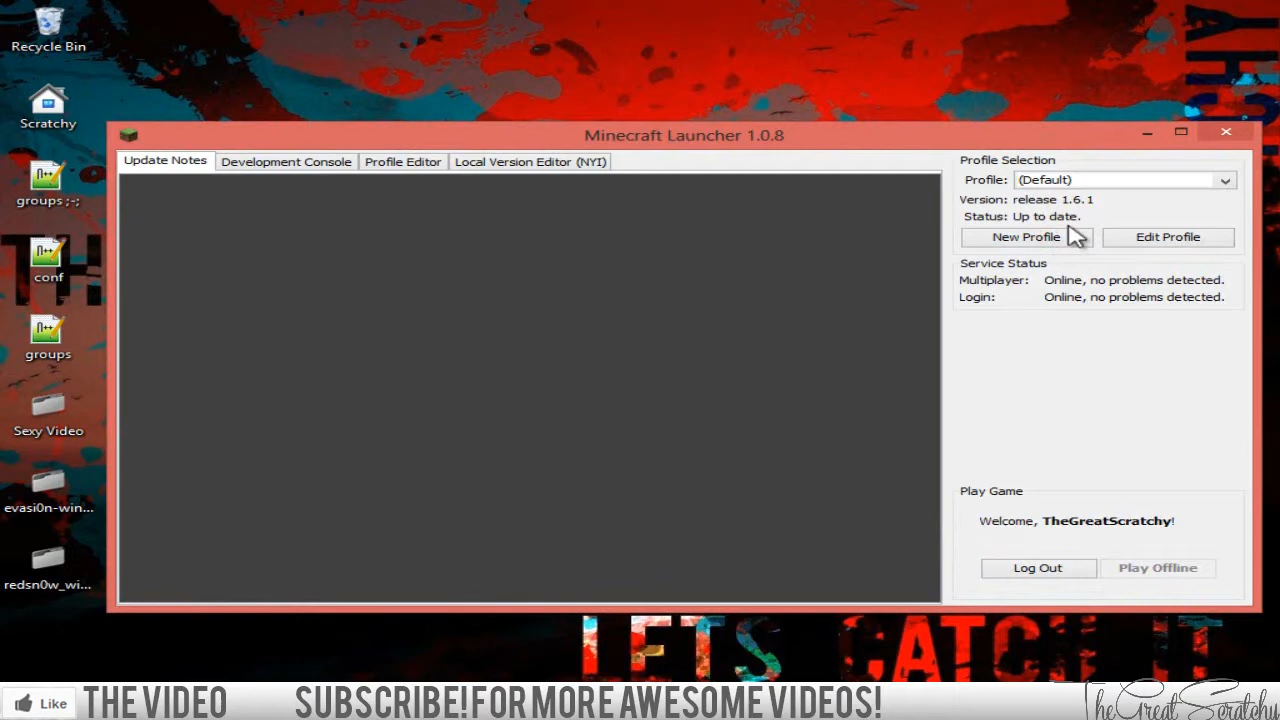 Recycle Bin
Scratchy
groups ;-;
conf
groups
Sexy Video
evasi0n-win...
redsn0w_wi...
Minecraft Launcher 1.0.8
Update Notes
Development Console
Profile Editor
Local Version Editor (NYI)
Profile Selection
Profile: (Default)
Version: release 1.6.1
Status: Up to date.
New Profile
Edit Profile
Service Status
Multiplayer: Online, no problems detected.
Login: Online, no problems detected.
Play Game
Welcome, TheGreatScratchy!
Log Out
Play Offline
LETS CATCH IT
Like
THE VIDEO
SUBSCRIBE! FOR MORE AWESOME VIDEOS!
TheGreatScratchy